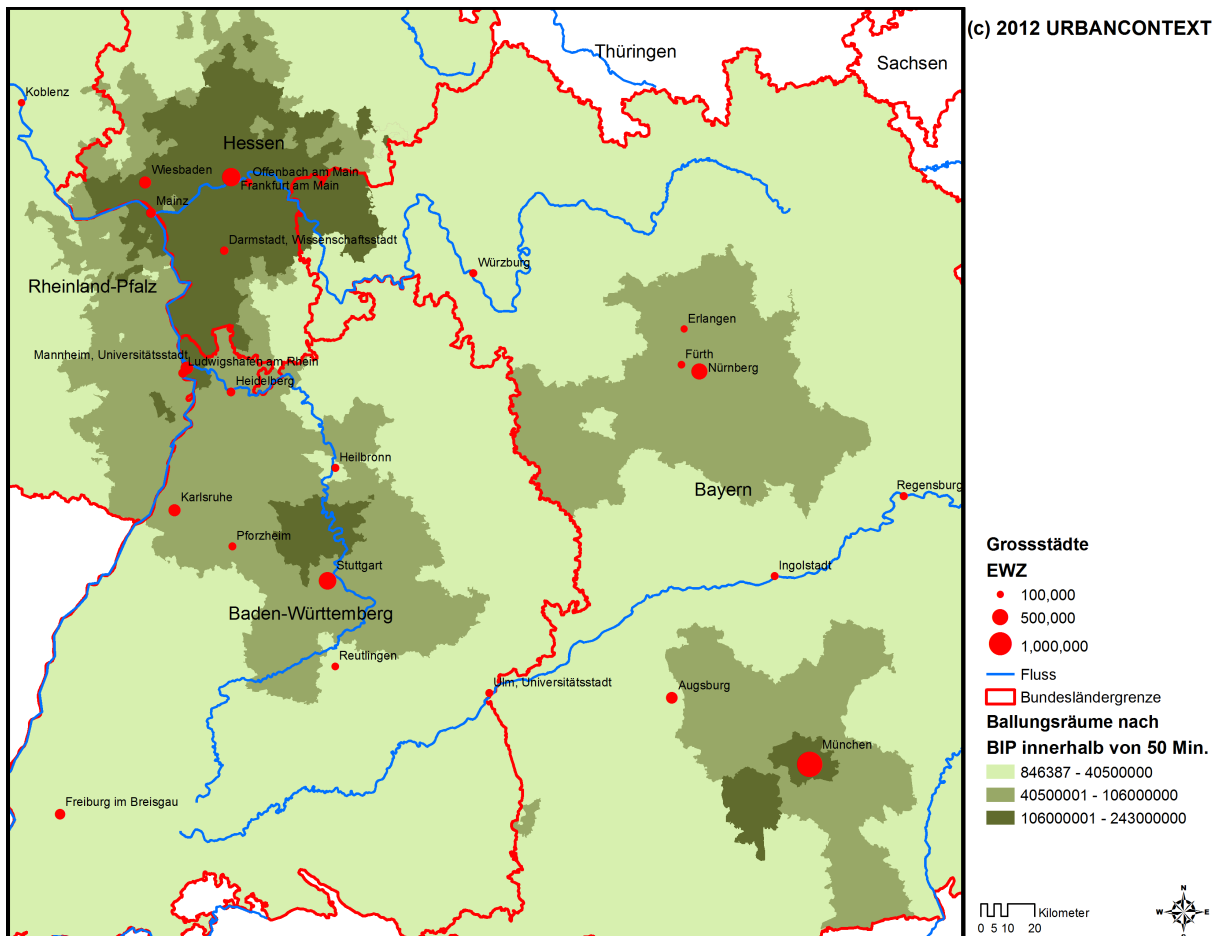 (c) 2012 URBANCONTEXT
Thüringen
Sachsen
Koblenz
Hessen
Wiesbaden
Offenbach am Main
Frankfurt am Main
Mainz
Darmstadt, Wissenschaftsstadt
Würzburg
Rheinland-Pfalz
Erlangen
Mannheim, Universitätsstadt
Ludwigshafen am Rhein
Fürth
Nürnberg
Heidelberg
Heilbronn
Bayern
Regensburg
Karlsruhe
Pforzheim
Stuttgart
Ingolstadt
Baden-Württemberg
Reutlingen
Ulm, Universitätsstadt
Augsburg
München
Freiburg im Breisgau
Grossstädte
EWZ
100,000
500,000
1,000,000
Fluss
Bundesländergrenze
Ballungsräume nach
BIP innerhalb von 50 Min.
846387 - 40500000
40500001 - 106000000
106000001 - 243000000
Kilometer
0 5 10 20
N
W E